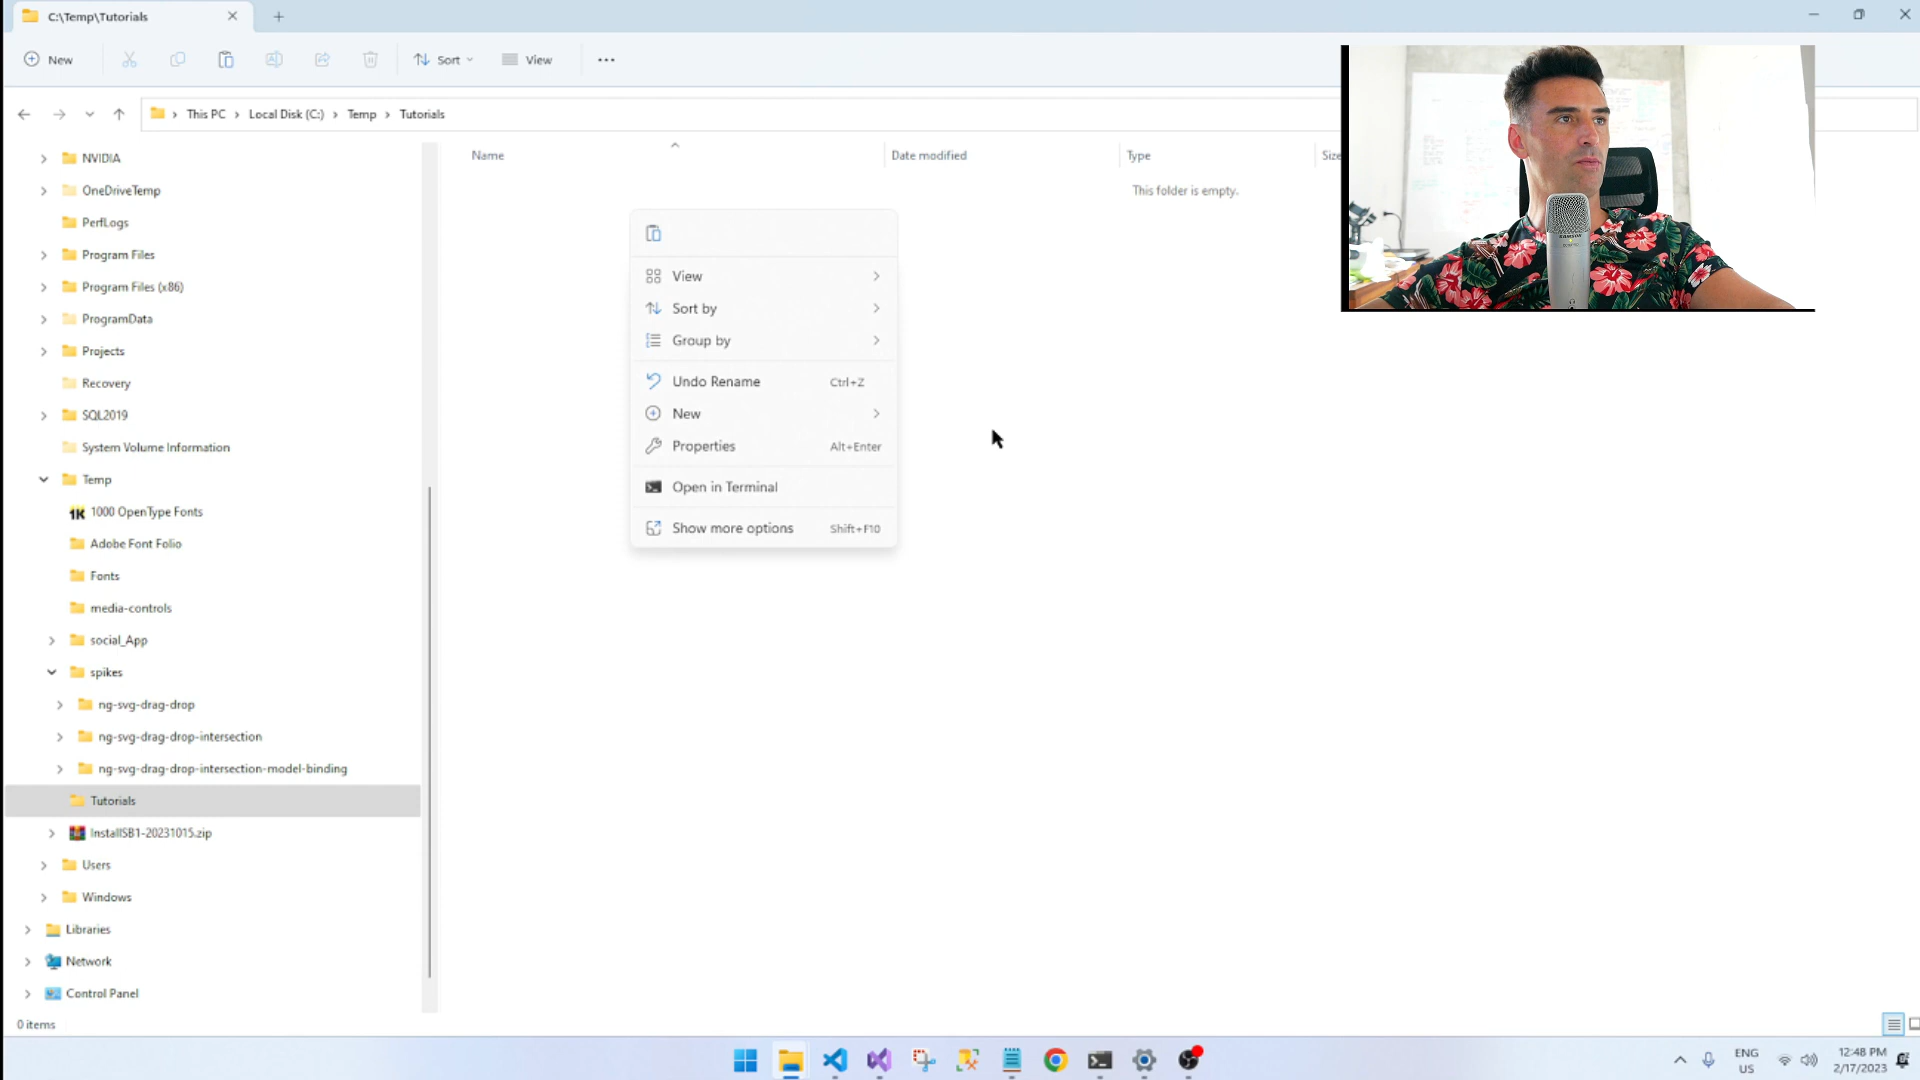 C:\Temp\Tutorials
New
Sort
View
This PC
Local Disk (C:)
Temp
Tutorials
Name
Date modified
Type
Size
This folder is empty.
NVIDIA
OneDriveTemp
PerfLogs
Program Files
Program Files (x86)
ProgramData
Projects
Recovery
SQL2019
System Volume Information
Temp
1K 1000 OpenType Fonts
Adobe Font Folio
Fonts
media-controls
social_App
spikes
ng-svg-drag-drop
ng-svg-drag-drop-intersection
ng-svg-drag-drop-intersection-model-binding
Tutorials
InstallSB1-20231015.zip
Users
Windows
Libraries
Network
Control Panel
View
Sort by
Group by
Undo Rename Ctrl+Z
New
Properties Alt+Enter
Open in Terminal
Show more options Shift+F10
SAMSON
0 items
ENG
US
12:48 PM
2/17/2023